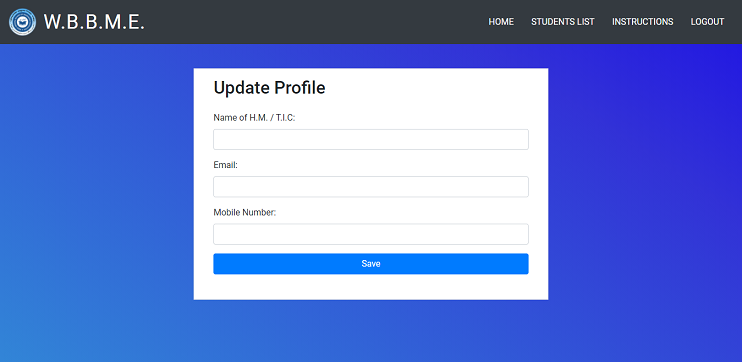 W.B.B.M.E.
HOME STUDENTS LIST INSTRUCTIONS LOGOUT
Update Profile
Name of H.M. / T.I.C:
Email:
Mobile Number:
Save